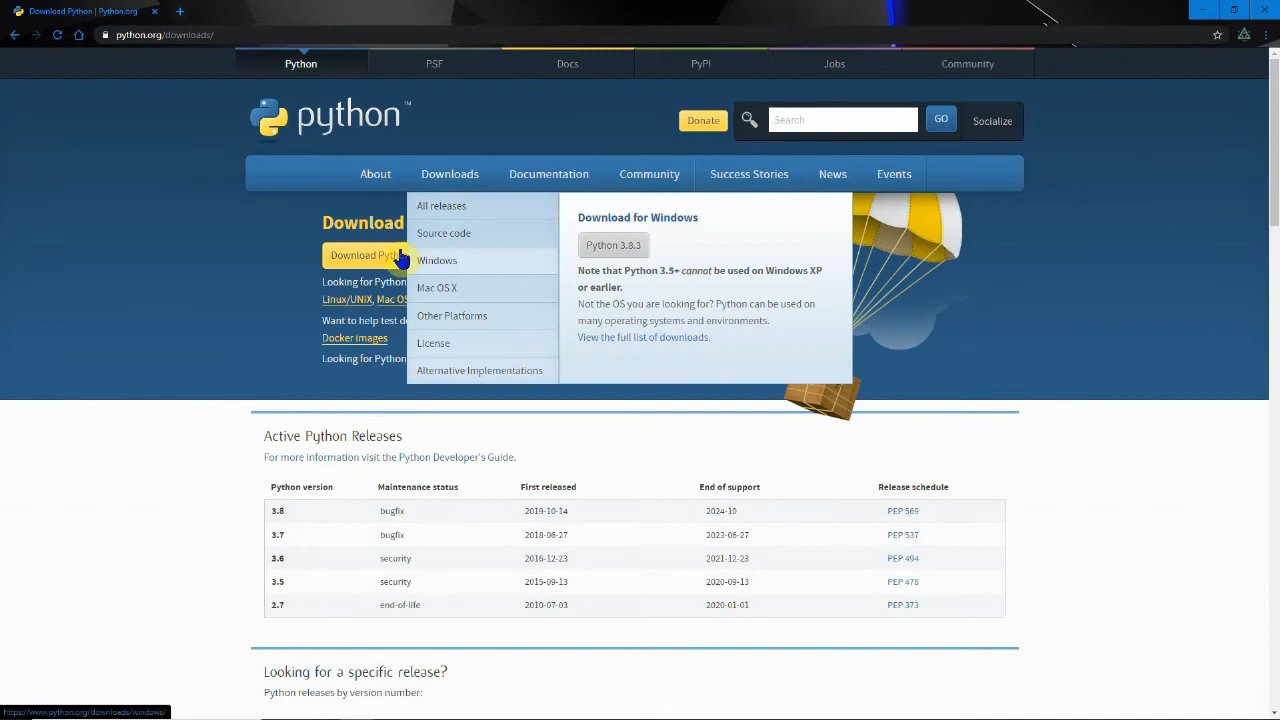 Download Python | Python.org
python.org/downloads/
Python PSF Docs PyPI Jobs Community
python™
Donate Search GO Socialize
About Downloads Documentation Community Success Stories News Events
Download
Download Pyth
Looking for Python
Linux/UNIX, Mac OS
Want to help test de
Docker images
Looking for Python
All releases
Source code
Windows
Mac OS X
Other Platforms
License
Alternative Implementations
Download for Windows
Python 3.8.3
Note that Python 3.5+ cannot be used on Windows XP
or earlier.
Not the OS you are looking for? Python can be used on
many operating systems and environments.
View the full list of downloads.
Active Python Releases
For more information visit the Python Developer's Guide.
Python version Maintenance status First released End of support Release schedule
3.8 bugfix 2019-10-14 2024-10 PEP 569
3.7 bugfix 2018-06-27 2023-06-27 PEP 537
3.6 security 2016-12-23 2021-12-23 PEP 494
3.5 security 2015-09-13 2020-09-13 PEP 478
2.7 end-of-life 2010-07-03 2020-01-01 PEP 373
Looking for a specific release?
Python releases by version number:
https://www.python.org/downloads/windows/